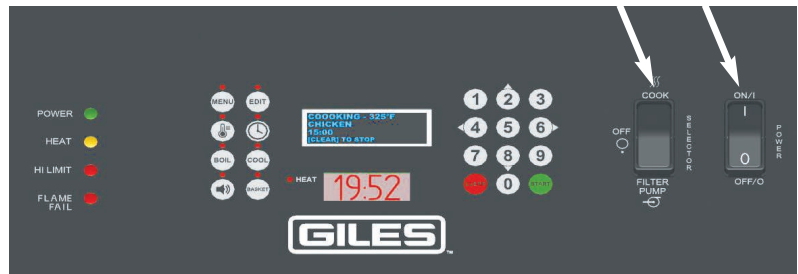 POWER
HEAT
HI LIMIT
FLAME
FAIL
MENU EDIT
BOIL COOL
BASKET
COOOKING - 325°F
CHICKEN
15:00
[CLEAR] TO STOP
HEAT
19:52
GILES
TM
1 2 3
4 5 6
7 8 9
0 START
COOK
OFF
SELECTOR
FILTER
PUMP
ON/I
I
O
POWER
OFF/O